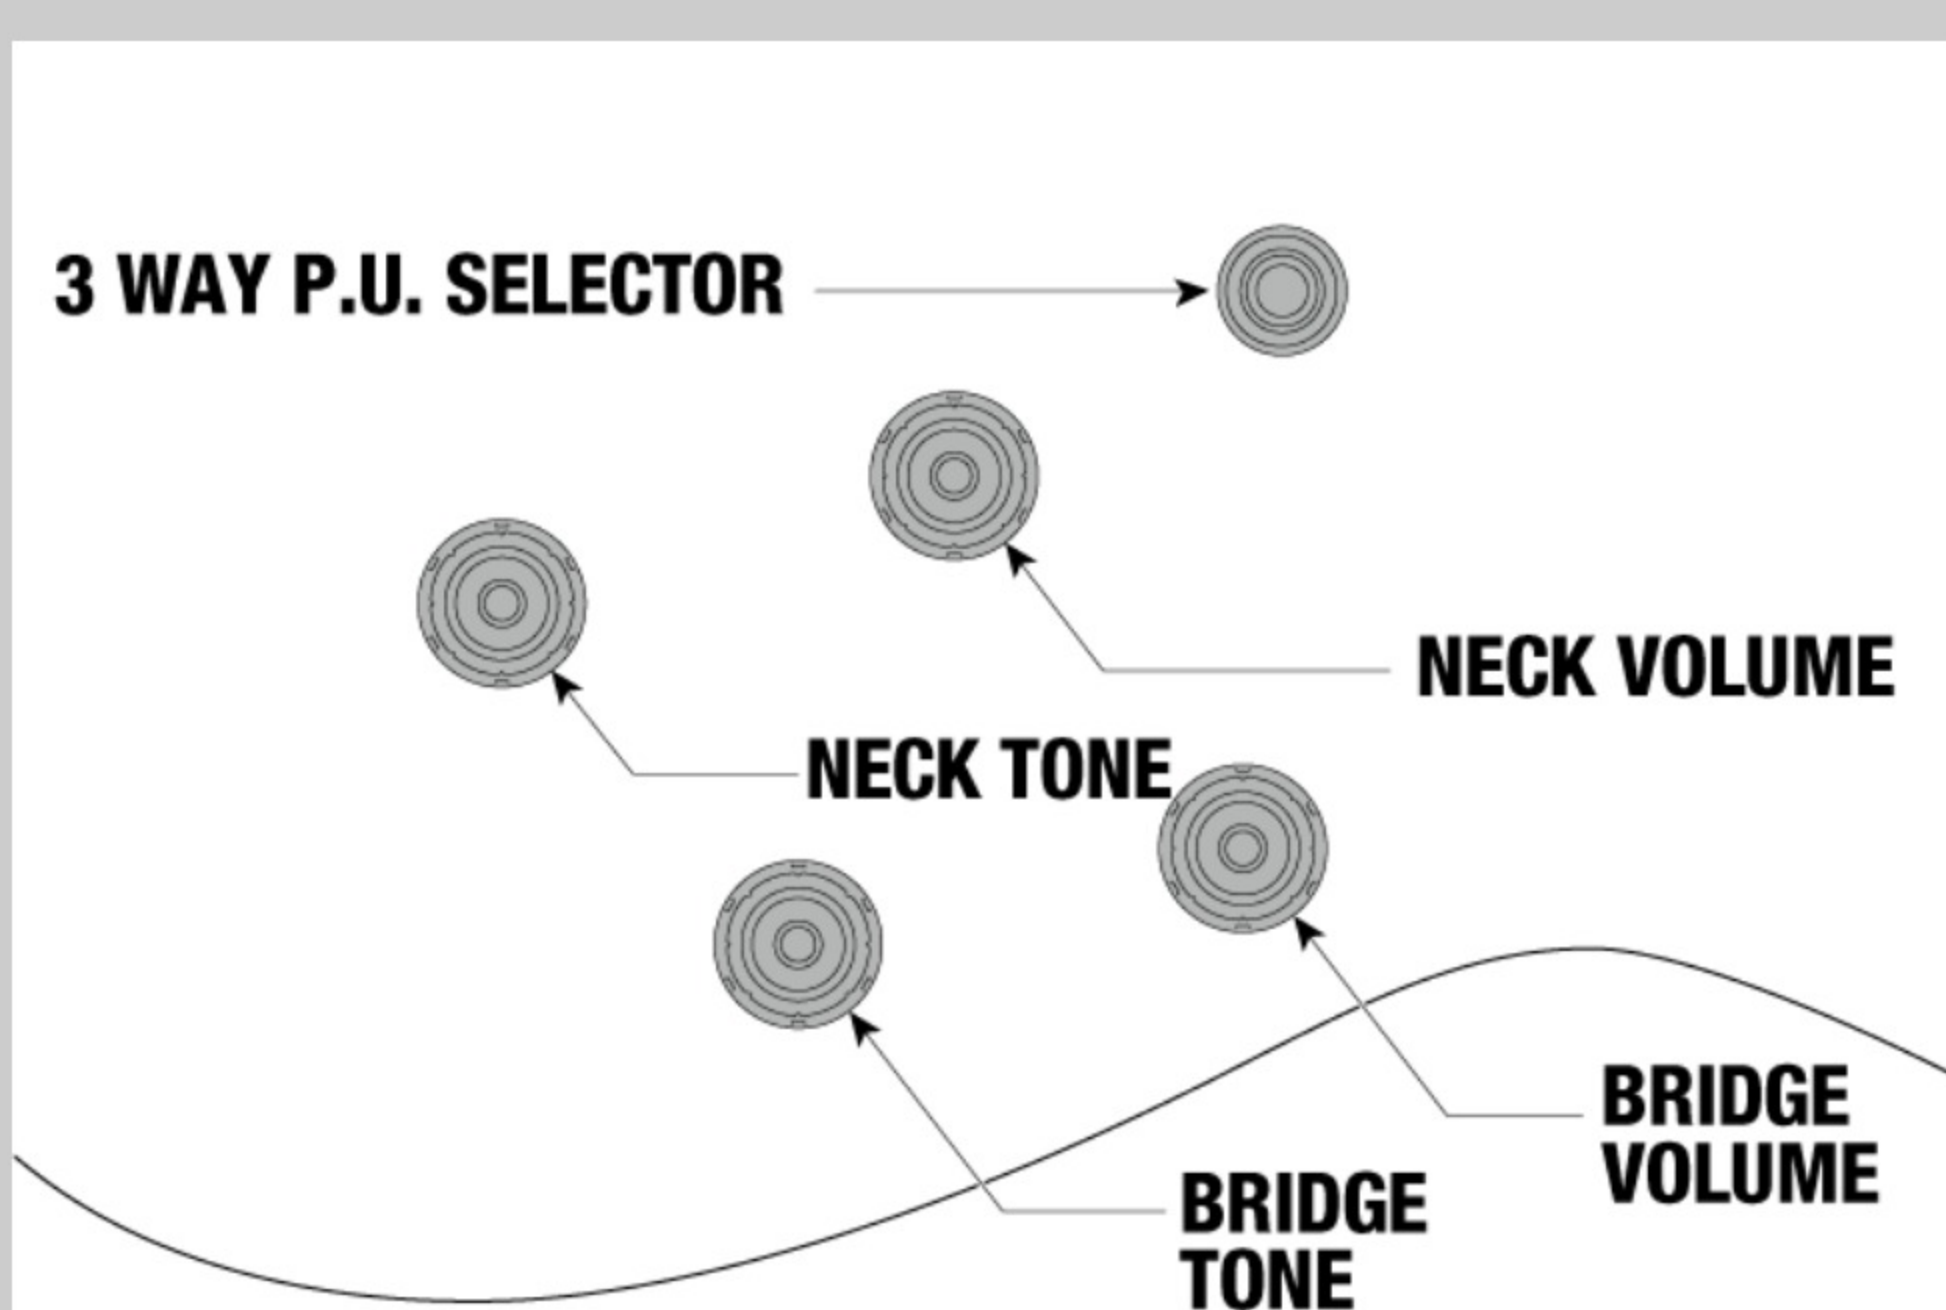 3 WAY P.U. SELECTOR
NECK VOLUME
NECK TONE
BRIDGE
VOLUME
BRIDGE
TONE